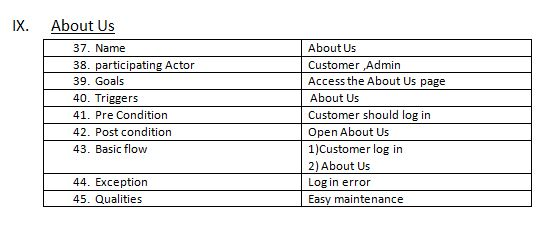 IX. About Us
37. Name About Us
38. participating Actor Customer ,Admin
39. Goals Access the About Us page
40. Triggers About Us
41. Pre Condition Customer should log in
42. Post condition Open About Us
43. Basic flow 1)Customer log in
2) About Us
44. Exception Log in error
45. Qualities Easy maintenance